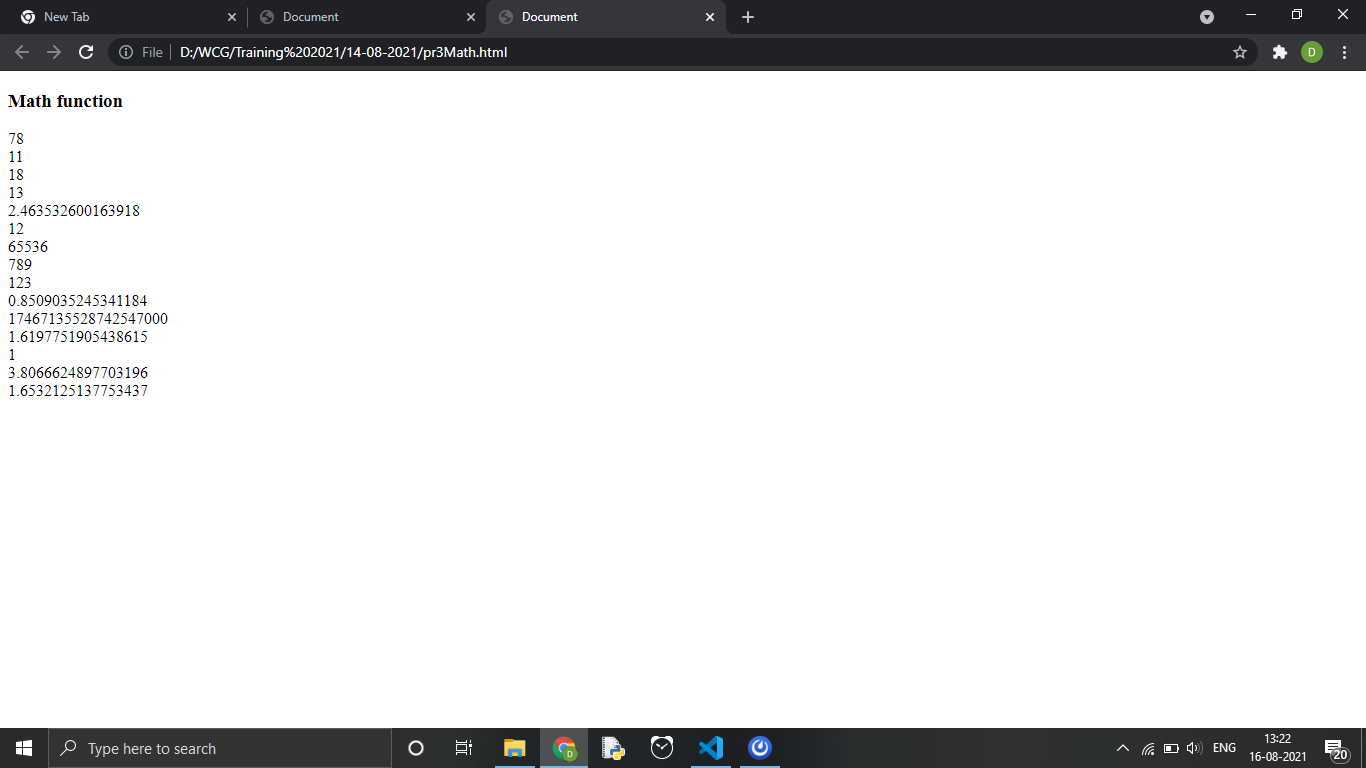 New Tab
Document
Document
File
D:/WCG/Training%202021/14-08-2021/pr3Math.html
D
Math function
78
11
18
13
2.463532600163918
12
65536
789
123
0.8509035245341184
17467135528742547000
1.6197751905438615
1
3.8066624897703196
1.6532125137753437
Type here to search
D
ENG
13:22
16-08-2021
20